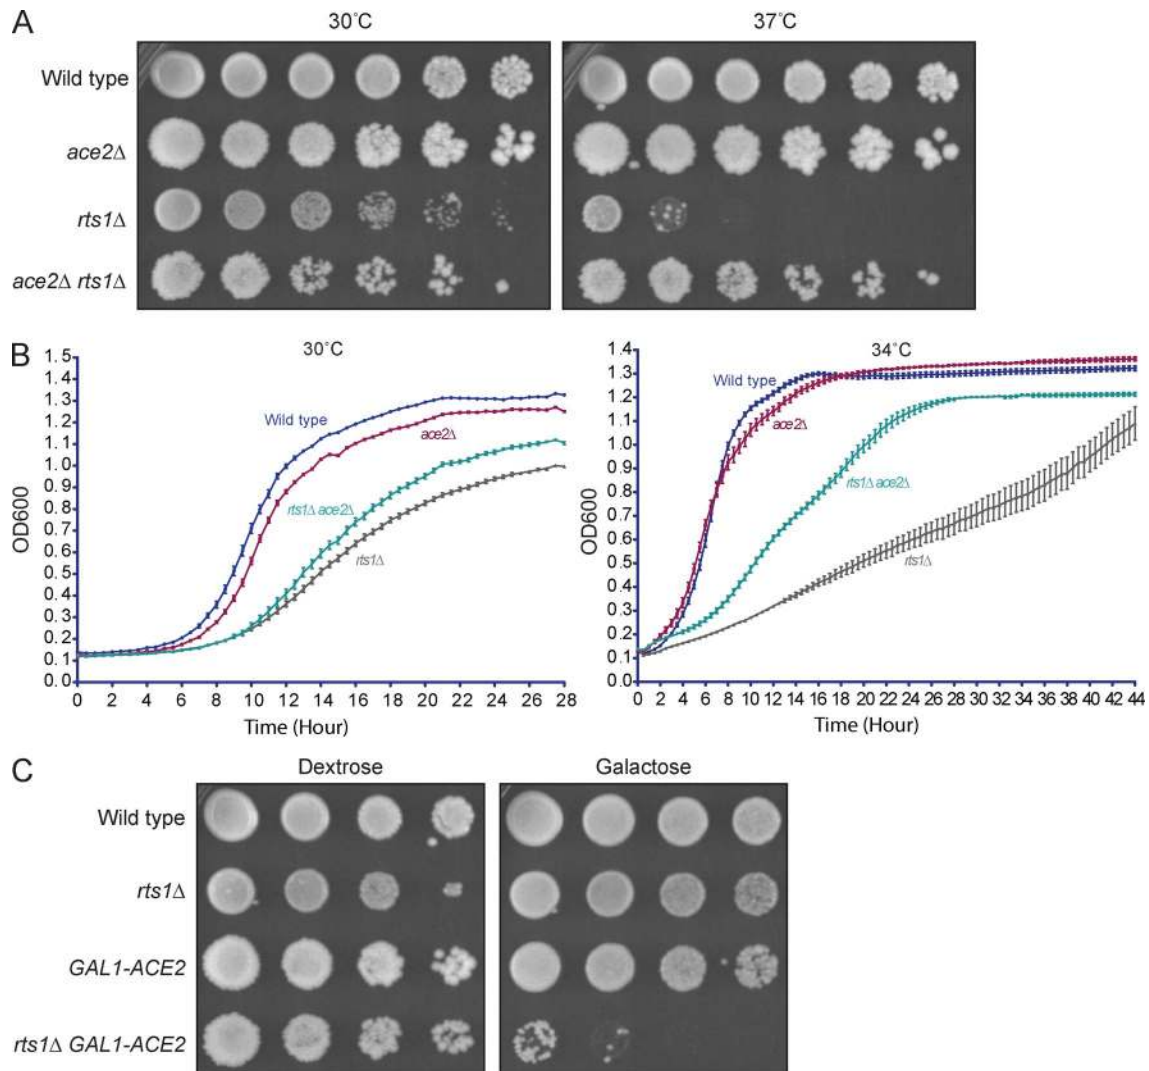 A
30˚C
37˚C
Wild type
ace2Δ
rts1Δ
ace2Δ rts1Δ
B
30˚C
34˚C
1.5
1.4
1.3
1.2
1.1
1.0
0.9
0.8
0.7
0.6
0.5
0.4
0.3
0.2
0.1
0.0
OD600
Wild type
ace2Δ
rts1Δ ace2Δ
rts1Δ
0 2 4 6 8 10 12 14 16 18 20 21 22 24 26 28
Time (Hour)
1.4
1.3
1.2
1.1
1.0
0.9
0.8
0.7
0.6
0.5
0.4
0.3
0.2
0.1
0.0
OD600
Wild type
ace2Δ
rts1Δ ace2Δ
rts1Δ
0 2 4 6 8 10 12 14 16 18 20 22 24 26 28 30 32 34 36 38 40 42 44
Time (Hour)
C
Dextrose
Galactose
Wild type
rts1Δ
GAL1-ACE2
rts1Δ GAL1-ACE2